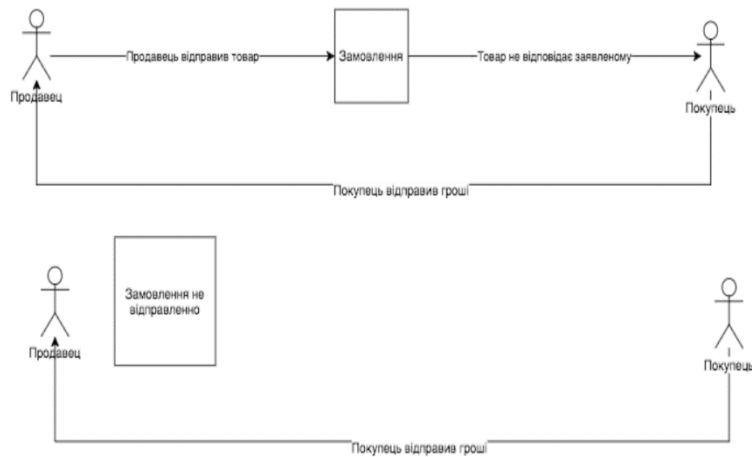 Продавець відправив товар
Замовлення
Товар не відповідає заявленому
Продавец
Покупець
Покупець відправив гроші
Замовлення не
відправленно
Продавец
Покупець
Покупець відправив гроші